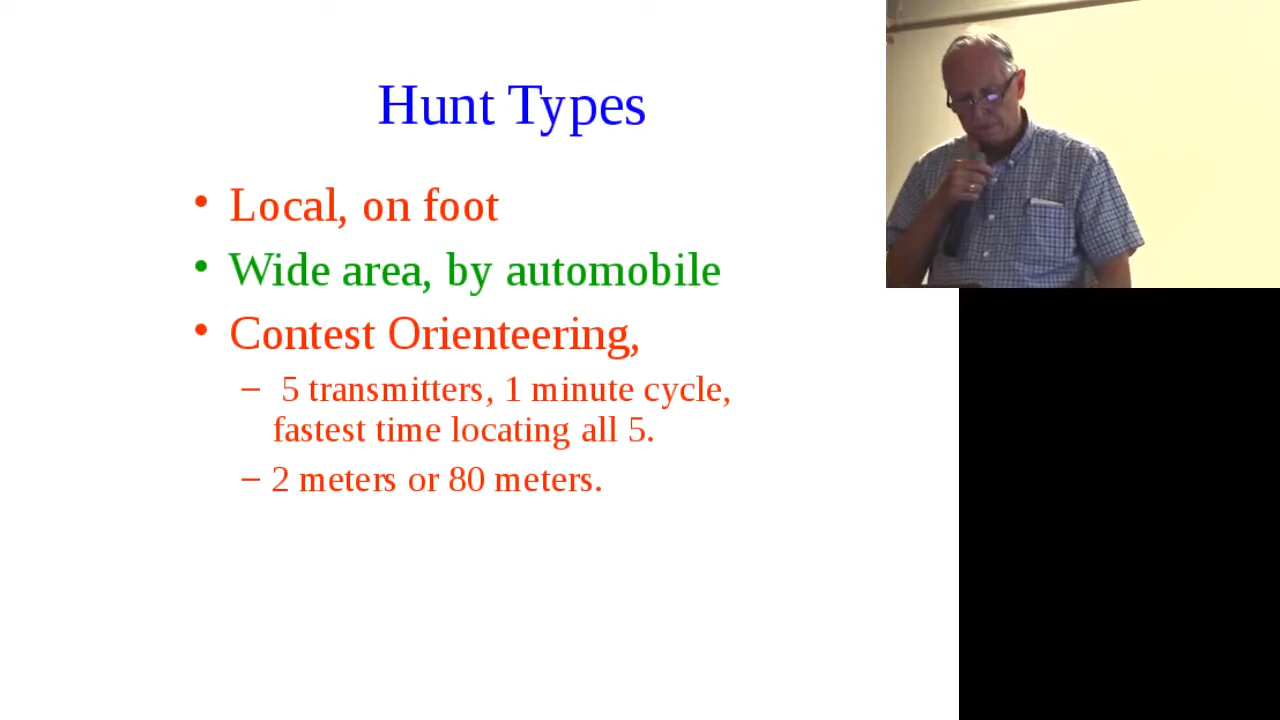 Hunt Types
• Local, on foot
• Wide area, by automobile
• Contest Orienteering,
– 5 transmitters, 1 minute cycle,
fastest time locating all 5.
– 2 meters or 80 meters.